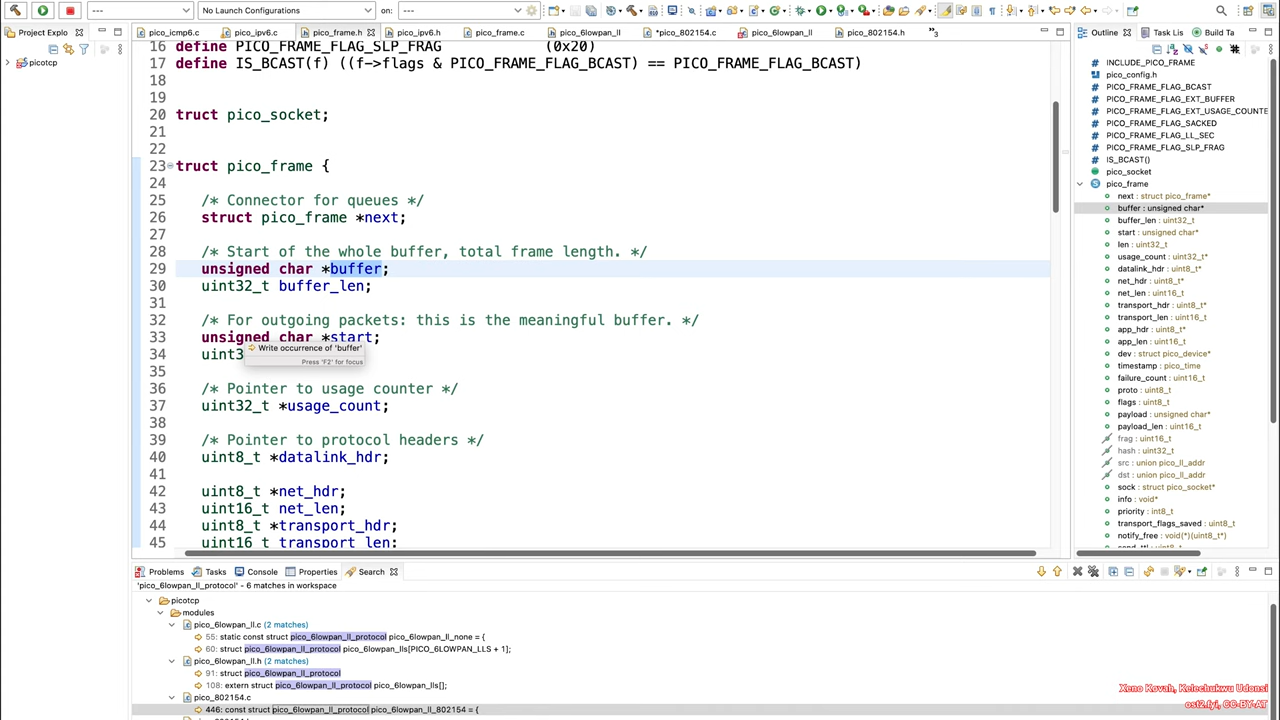 ---
No Launch Configurations
---
Project Explo
picotcp
pico_icmp6.c
pico_ipv6.c
pico_frame.h
pico_ipv6.h
pico_frame.c
pico_6lowpan_ll
*pico_802154.c
pico_6lowpan.c
pico_802154.h
»3
16 define PICO_FRAME_FLAG_SLP_FRAG (0x20)
17 define IS_BCAST(f) ((f->flags & PICO_FRAME_FLAG_BCAST) == PICO_FRAME_FLAG_BCAST)
18
19
20 truct pico_socket;
21
22
23 truct pico_frame {
24
25 /* Connector for queues */
26 struct pico_frame *next;
27
28 /* Start of the whole buffer, total frame length. */
29 unsigned char *buffer;
30 uint32_t buffer_len;
31
32 /* For outgoing packets: this is the meaningful buffer. */
33 unsigned char *start;
34 uint3
Write occurrence of 'buffer'
Press 'F2' for focus
35
36 /* Pointer to usage counter */
37 uint32_t *usage_count;
38
39 /* Pointer to protocol headers */
40 uint8_t *datalink_hdr;
41
42 uint8_t *net_hdr;
43 uint16_t net_len;
44 uint8_t *transport_hdr;
45 uint16_t transport_len;
Outline
Task Lis
Build Ta
INCLUDE_PICO_FRAME
pico_config.h
PICO_FRAME_FLAG_BCAST
PICO_FRAME_FLAG_EXT_BUFFER
PICO_FRAME_FLAG_EXT_USAGE_COUNTE
PICO_FRAME_FLAG_SACKED
PICO_FRAME_FLAG_LL_SEC
PICO_FRAME_FLAG_SLP_FRAG
IS_BCAST()
pico_socket
pico_frame
next : struct pico_frame*
buffer : unsigned char*
buffer_len : uint32_t
start : unsigned char*
len : uint32_t
usage_count : uint32_t*
datalink_hdr : uint8_t*
net_hdr : uint8_t*
net_len : uint16_t
transport_hdr : uint8_t*
transport_len : uint16_t
app_hdr : uint8_t*
app_len : uint16_t
dev : struct pico_device*
timestamp : pico_time
failure_count : uint16_t
proto : uint8_t
flags : uint8_t
payload : unsigned char*
payload_len : uint16_t
frag : uint16_t
hash : uint32_t
src : union pico_ll_addr
dst : union pico_ll_addr
sock : struct pico_socket*
info : void*
priority : int8_t
transport_flags_saved : uint8_t
notify_free : void(*)(uint8_t*)
send_ttl : uint8_t
Problems
Tasks
Console
Properties
Search
'pico_6lowpan_ll_protocol' - 6 matches in workspace
picotcp
modules
pico_6lowpan_ll.c (2 matches)
55: static const struct pico_6lowpan_ll_protocol pico_6lowpan_ll_none = {
60: struct pico_6lowpan_ll_protocol pico_6lowpan_lls[PICO_6LOWPAN_LLS + 1];
pico_6lowpan_ll.h (2 matches)
91: struct pico_6lowpan_ll_protocol
108: extern struct pico_6lowpan_ll_protocol pico_6lowpan_lls[];
pico_802154.c
446: const struct pico_6lowpan_ll_protocol pico_6lowpan_ll_802154 = {
Xeno Kovah, Kelechukwu Udonsi
ost2.fyi, CC-BY-AT